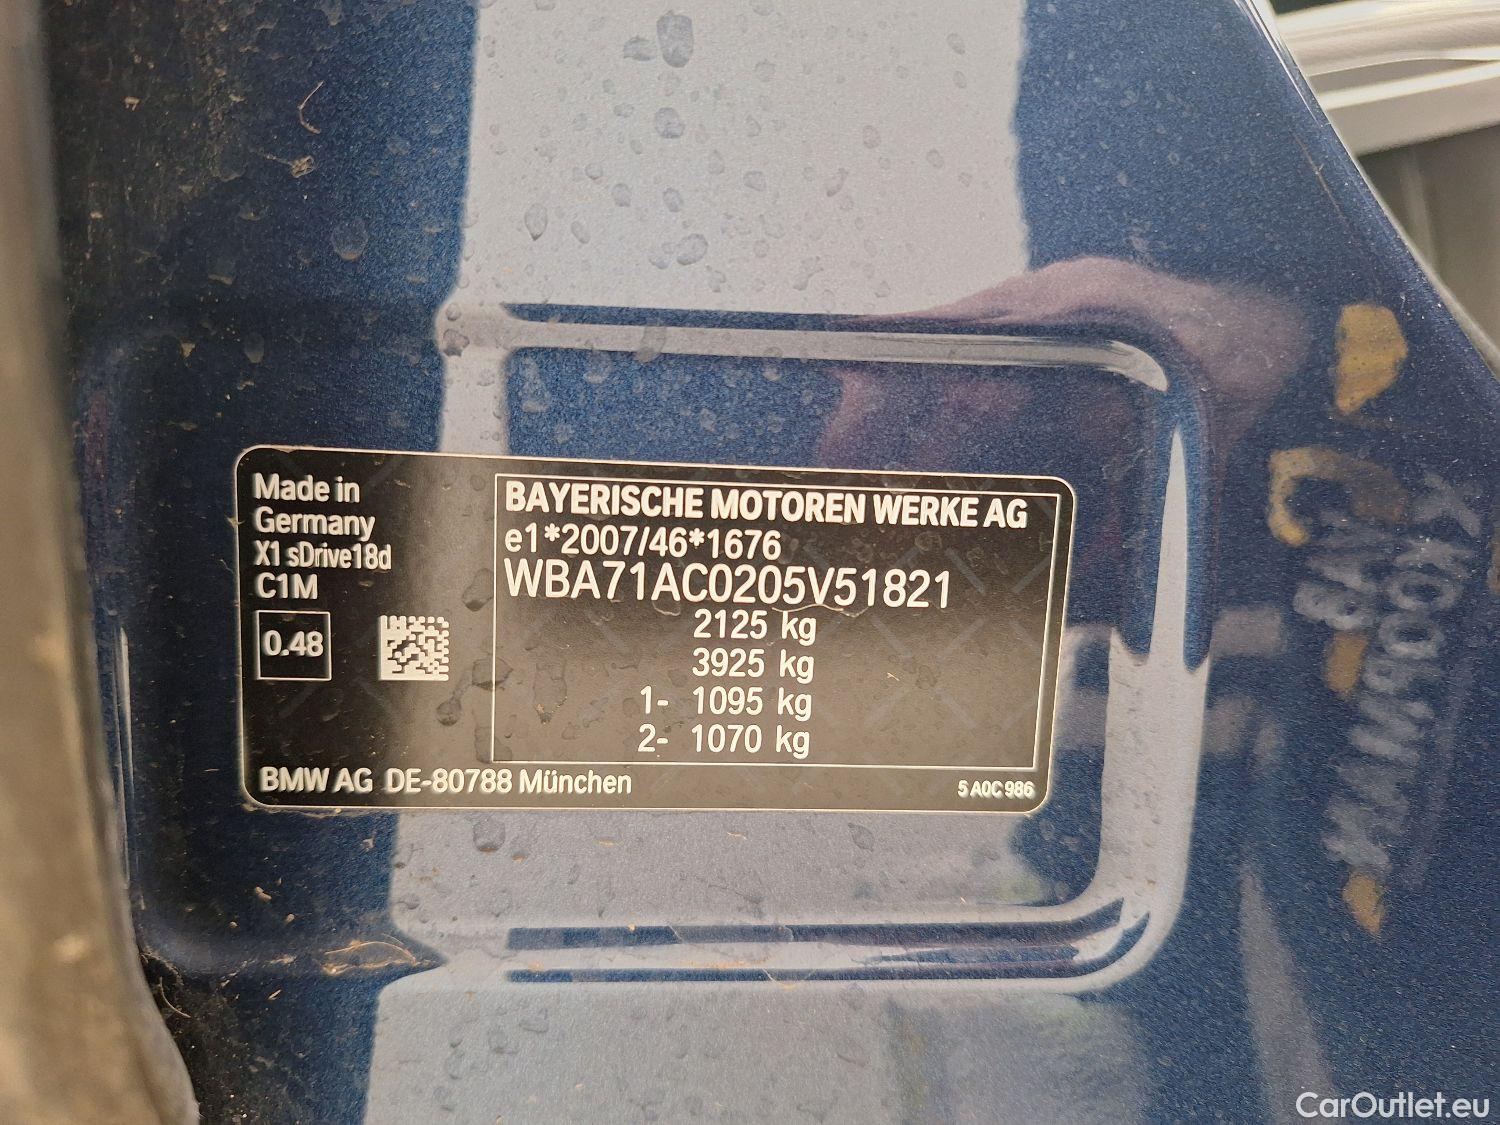 Made in
Germany
X1 sDrive18d
C1M
0.48
BAYERISCHE MOTOREN WERKE AG
e1*2007/46*1676
WBA71AC0205V51821
2125 kg
3925 kg
1- 1095 kg
2- 1070 kg
BMW AG DE-80788 München
5 A0C 986
CarOutlet.eu